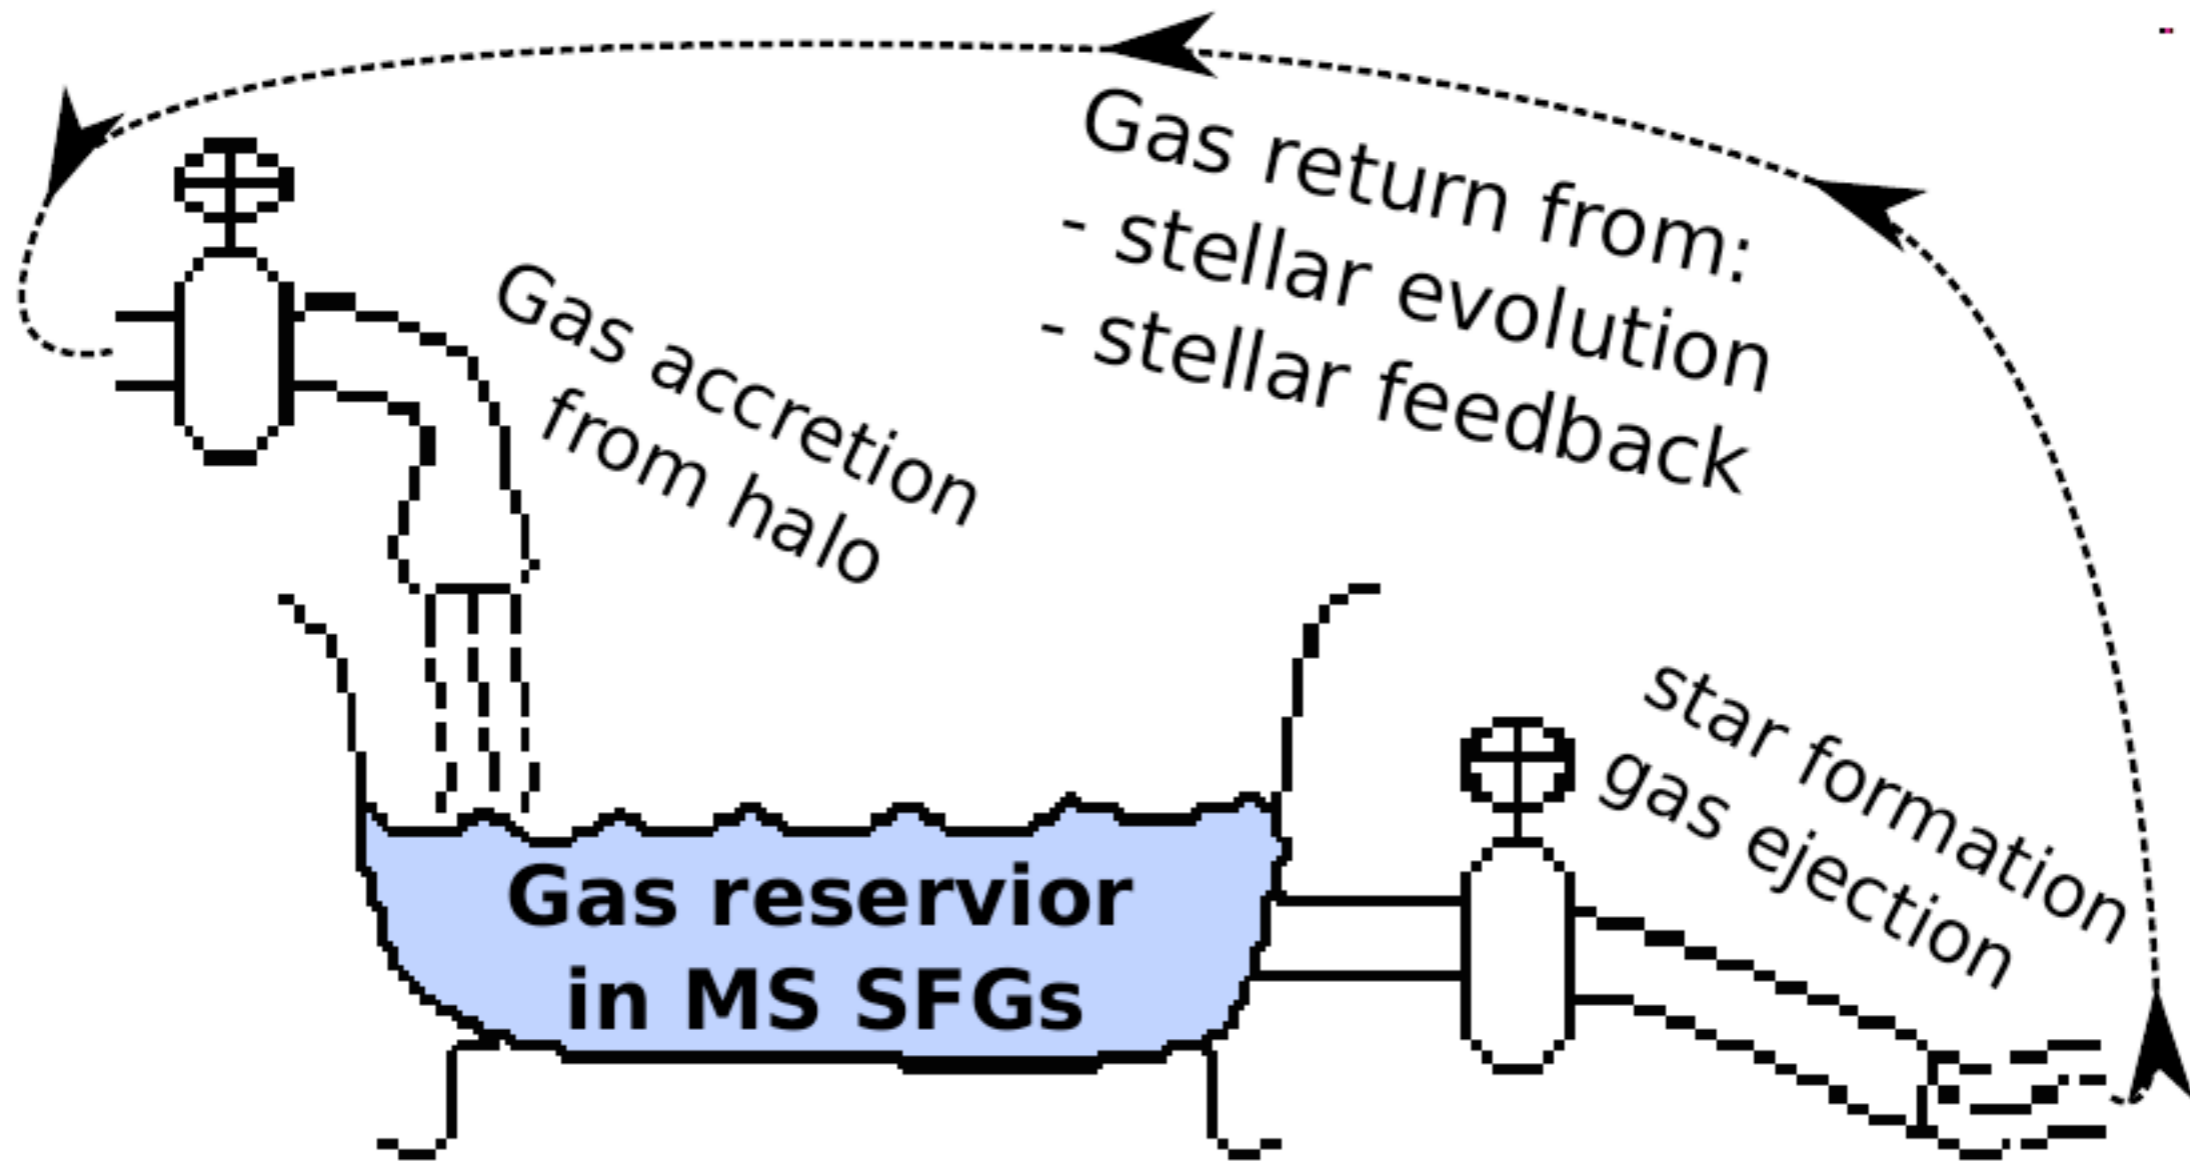 Gas return from:
- stellar evolution
- stellar feedback
Gas accretion
from halo
star formation
gas ejection
Gas reservior
in MS SFGs